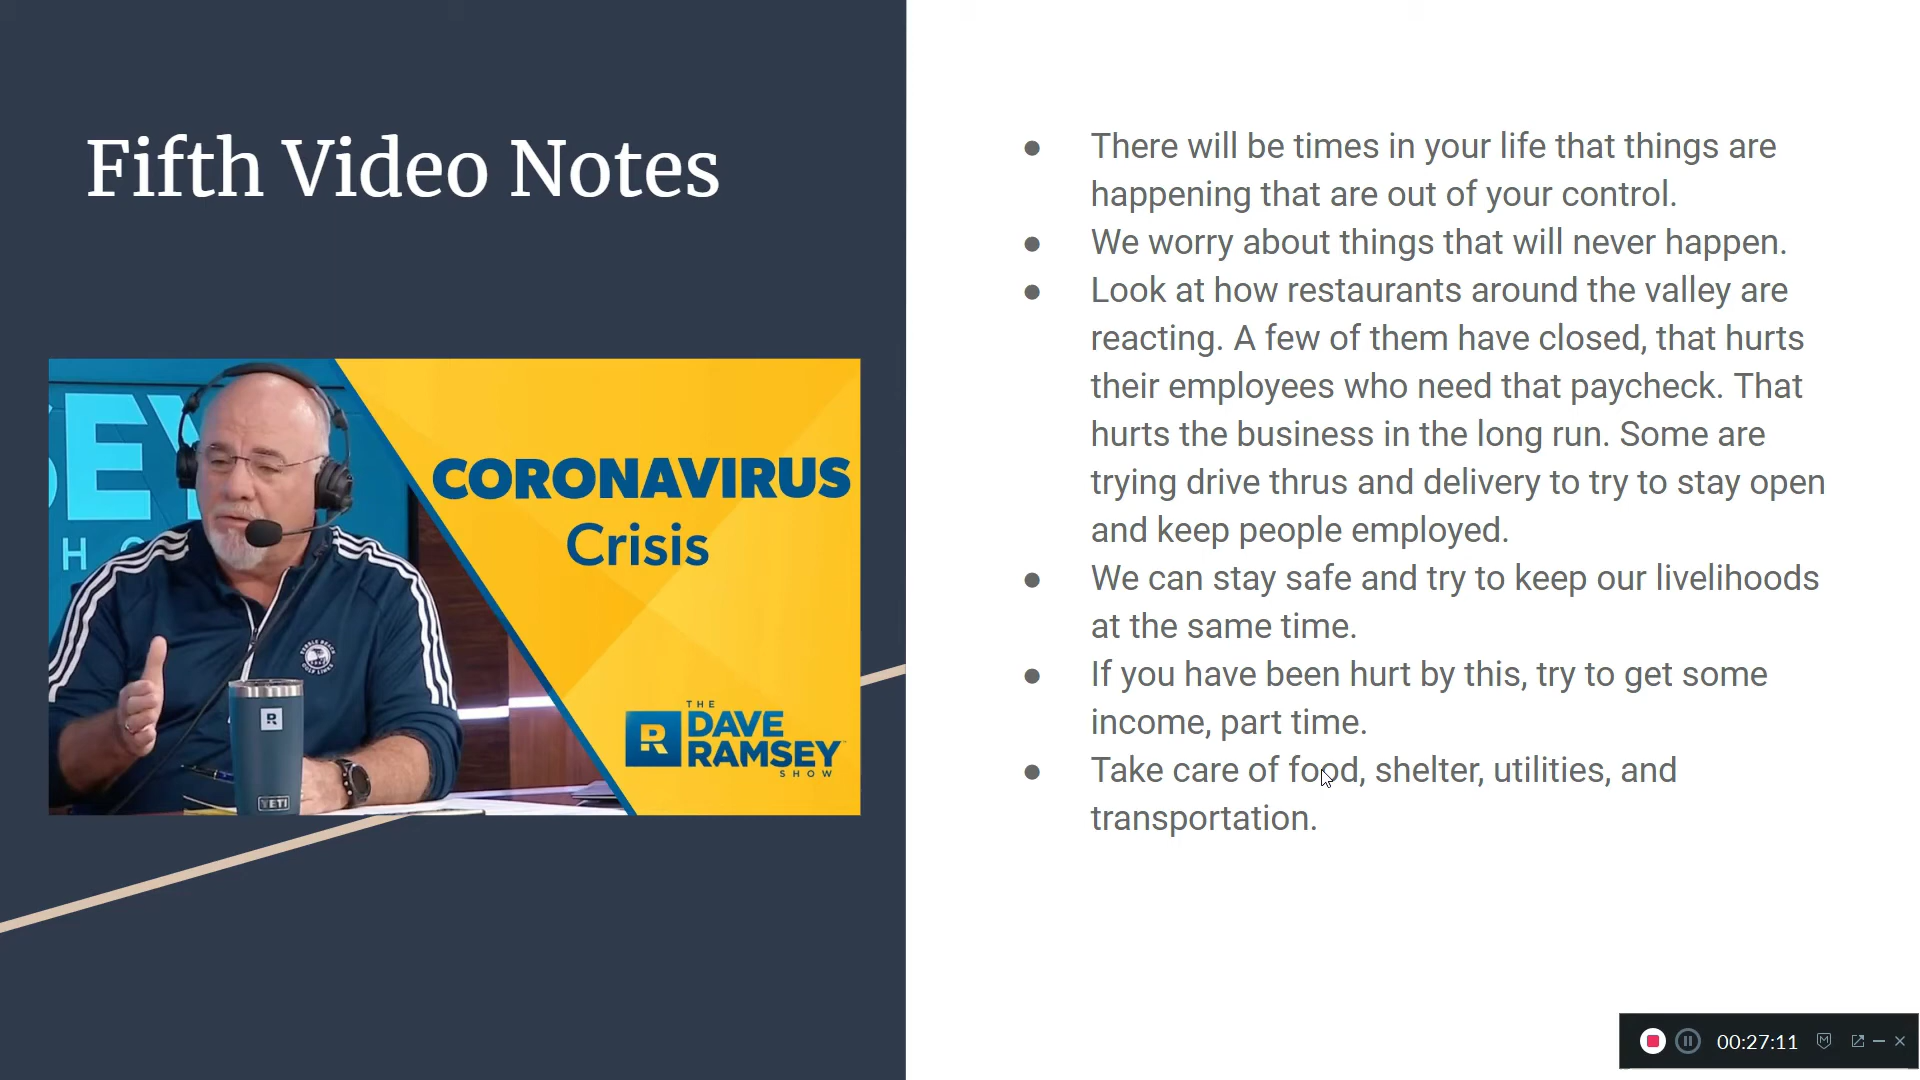 Fifth Video Notes
EY
H O
CORONAVIRUS
Crisis
THE
R DAVE
RAMSEY
SHOW
R
YETI
There will be times in your life that things are
happening that are out of your control.
We worry about things that will never happen.
Look at how restaurants around the valley are
reacting. A few of them have closed, that hurts
their employees who need that paycheck. That
hurts the business in the long run. Some are
trying drive thrus and delivery to try to stay open
and keep people employed.
We can stay safe and try to keep our livelihoods
at the same time.
If you have been hurt by this, try to get some
income, part time.
Take care of food, shelter, utilities, and
transportation.
00:27:11